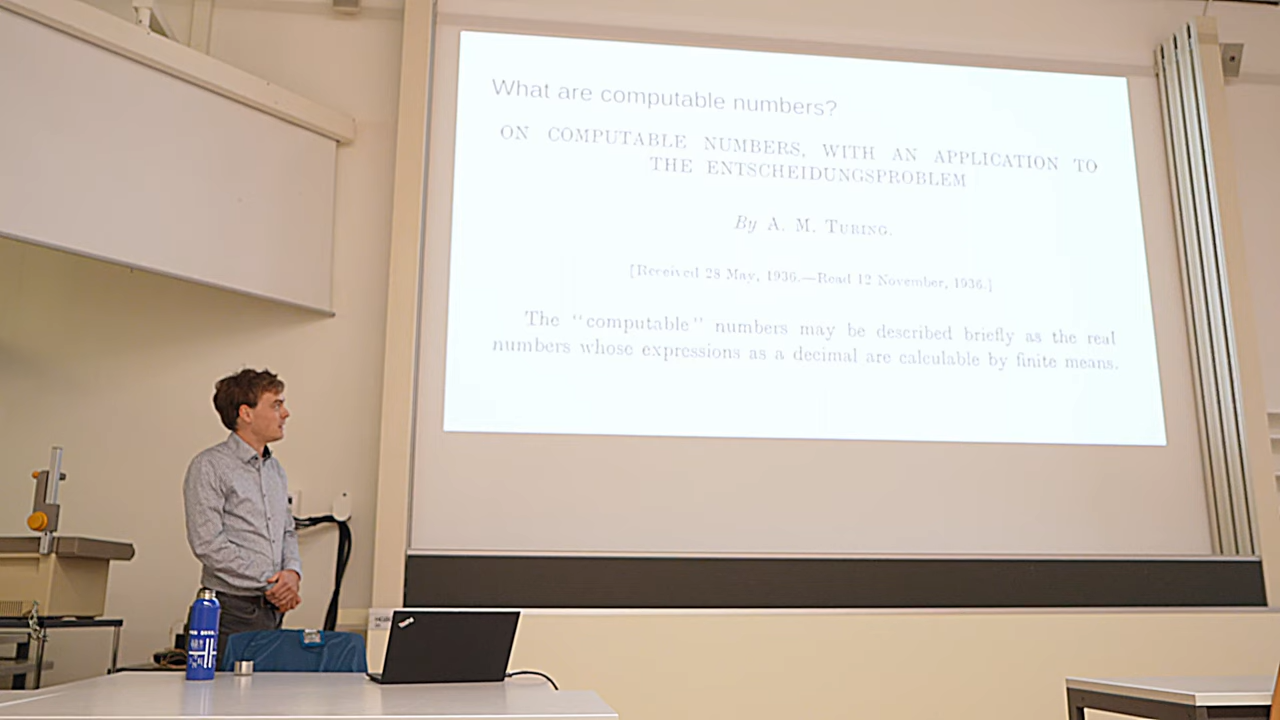 What are computable numbers?
ON COMPUTABLE NUMBERS, WITH AN APPLICATION TO
THE ENTSCHEIDUNGSPROBLEM
By A. M. TURING.
[Received 28 May, 1936.—Read 12 November, 1936.]
The "computable" numbers may be described briefly as the real
numbers whose expressions as a decimal are calculable by finite means.
ThinkPad